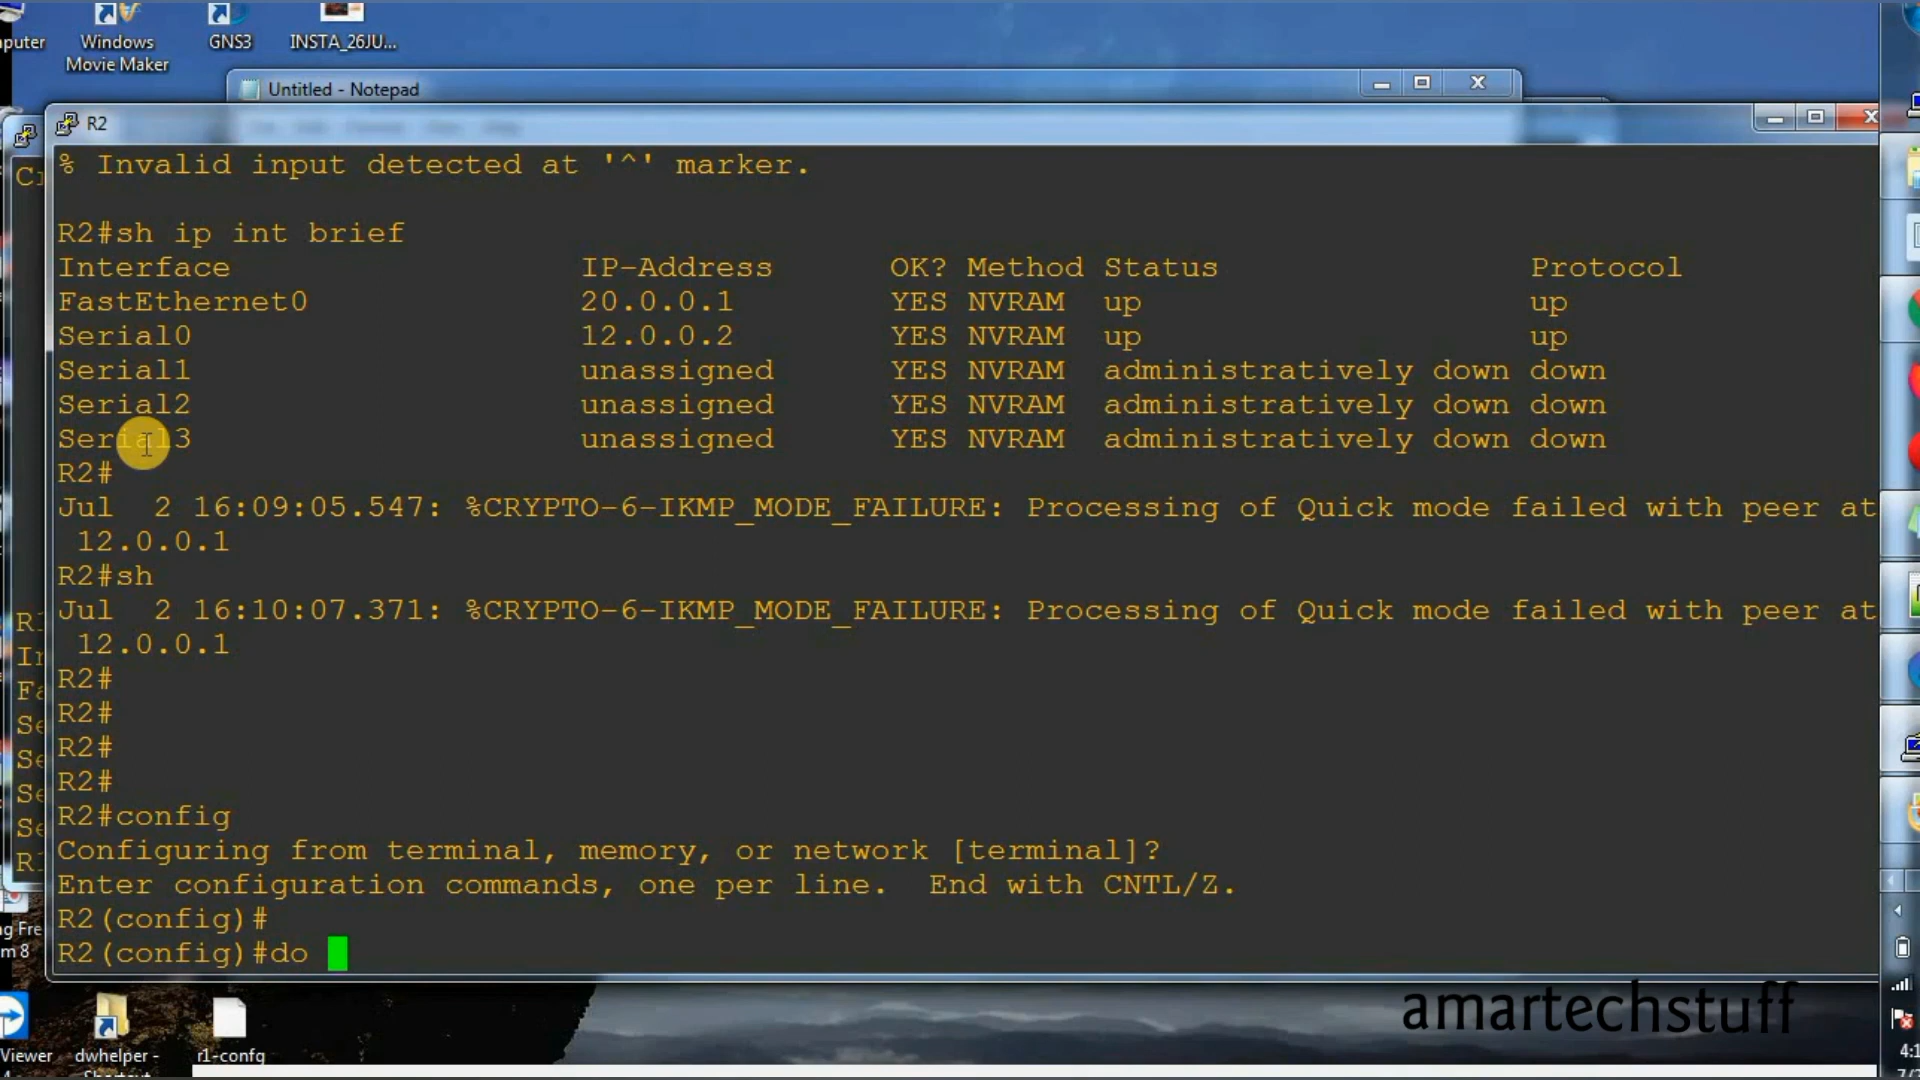 puter
Windows
Movie Maker
GNS3
INSTA_26JU...
Untitled - Notepad
R2
% Invalid input detected at '^' marker.
R2#sh ip int brief
Interface IP-Address OK? Method Status Protocol
FastEthernet0 20.0.0.1 YES NVRAM up up
Serial0 12.0.0.2 YES NVRAM up up
Serial1 unassigned YES NVRAM administratively down down
Serial2 unassigned YES NVRAM administratively down down
Serial3 unassigned YES NVRAM administratively down down
R2#
Jul  2 16:09:05.547: %CRYPTO-6-IKMP_MODE_FAILURE: Processing of Quick mode failed with peer at
12.0.0.1
R2#sh
Jul  2 16:10:07.371: %CRYPTO-6-IKMP_MODE_FAILURE: Processing of Quick mode failed with peer at
12.0.0.1
R2#
R2#
R2#
R2#
R2#config
Configuring from terminal, memory, or network [terminal]?
Enter configuration commands, one per line.  End with CNTL/Z.
R2(config)#
R2(config)#do
ng Fre
m 8
amartechstuff
Viewer
dwhelper -
r1-confg